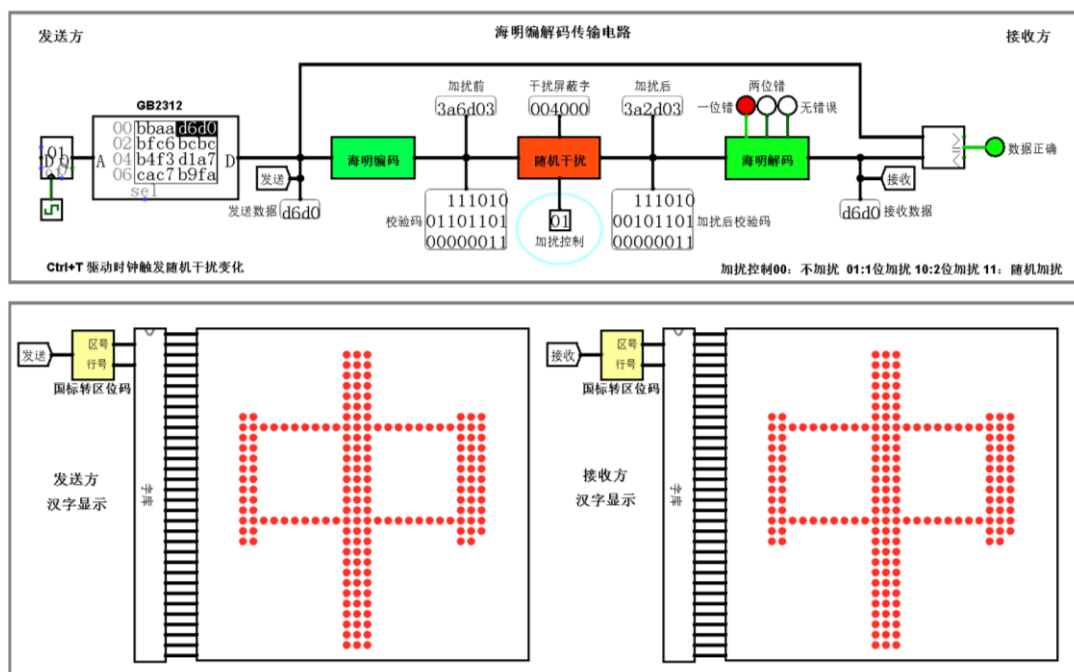 海明编解码传输电路
发送方
接收方
加扰前
干扰屏蔽字
加扰后
两位错
一位错
无错误
3a6d03
004000
3a2d03
GB2312
00 bbaa d6d0
02 bfc6 bcbc
04 b4f3 d1a7
06 cac7 b9fa
sel
A
D
01
D Q
海明编码
随机干扰
海明解码
数据正确
发送
接收
发送数据
d6d0
校验码
111010
01101101
00000011
01
加扰控制
111010
00101101
00000011
加扰后校验码
d6d0
接收数据
Ctrl+T 驱动时钟触发随机干扰变化
加扰控制00: 不加扰 01:1位加扰 10:2位加扰 11: 随机加扰
发送
区号
行号
国标转区位码
字库
发送方
汉字显示
接收
区号
行号
国标转区位码
字库
接收方
汉字显示